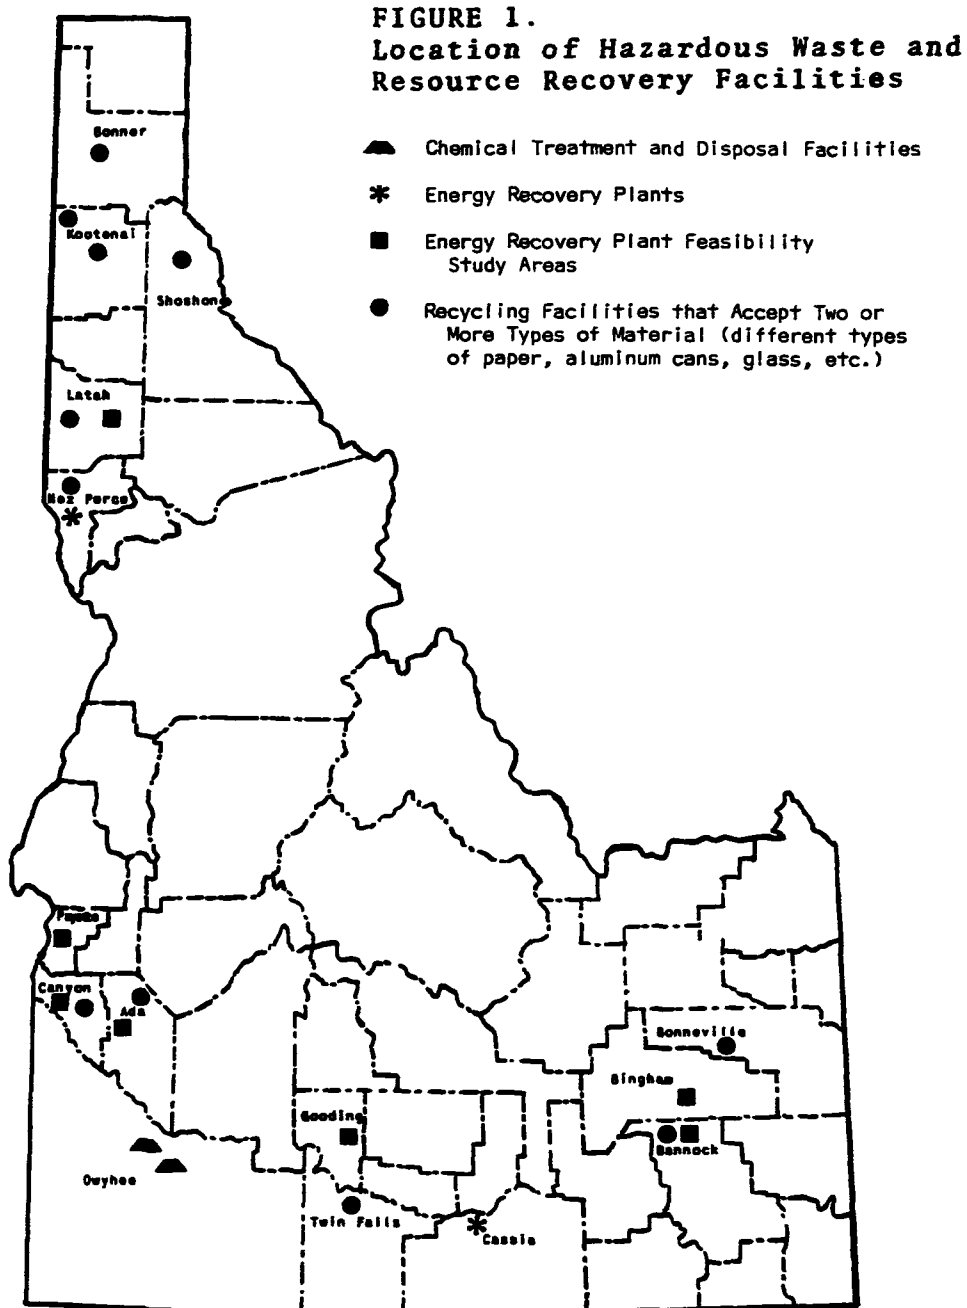 FIGURE 1.
Location of Hazardous Waste and
Resource Recovery Facilities
Chemical Treatment and Disposal Facilities
Energy Recovery Plants
Energy Recovery Plant Feasibility
Study Areas
Recycling Facilities that Accept Two or
More Types of Material (different types
of paper, aluminum cans, glass, etc.)
Bonner
Kootenai
Shoshone
Latah
Nez Perce
Payette
Canyon
Ada
Bonneville
Bingham
Gooding
Bannock
Owyhee
Twin Falls
Cassia